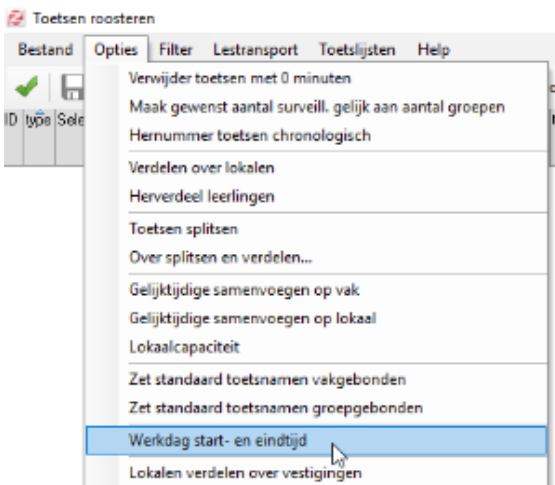 Toetsen roosteren
Bestand Opties Filter Lestransport Toetslijsten Help
ID type Sele
Verwijder toetsen met 0 minuten
Maak gewenst aantal surveill. gelijk aan aantal groepen
Hernummer toetsen chronologisch
Verdelen over lokalen
Herverdeel leerlingen
Toetsen splitsen
Over splitsen en verdelen...
Gelijktijdige samenvoegen op vak
Gelijktijdige samenvoegen op lokaal
Lokaalcapaciteit
Zet standaard toetsnamen vakgebonden
Zet standaard toetsnamen groepgebonden
Werkdag start- en eindtijd
Lokalen verdelen over vestigingen